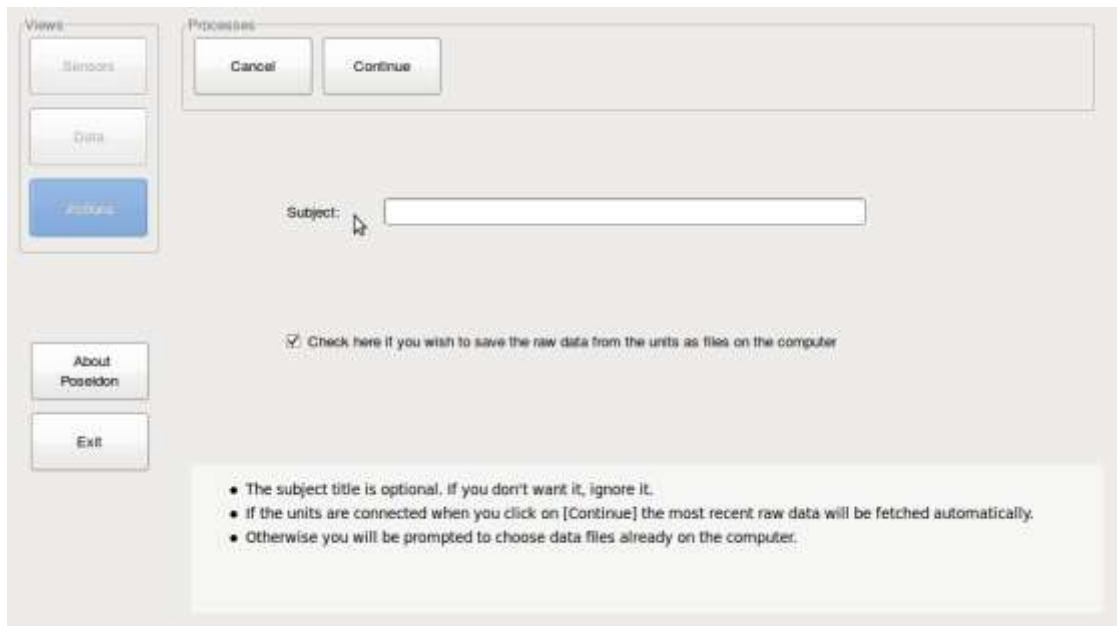 Views
Processes
Sensors
Cancel
Continue
Data
Actions
Subject:
Check here if you wish to save the raw data from the units as files on the computer
About
Poseidon
Exit
The subject title is optional. If you don't want it, ignore it.
If the units are connected when you click on [Continue] the most recent raw data will be fetched automatically.
Otherwise you will be prompted to choose data files already on the computer.